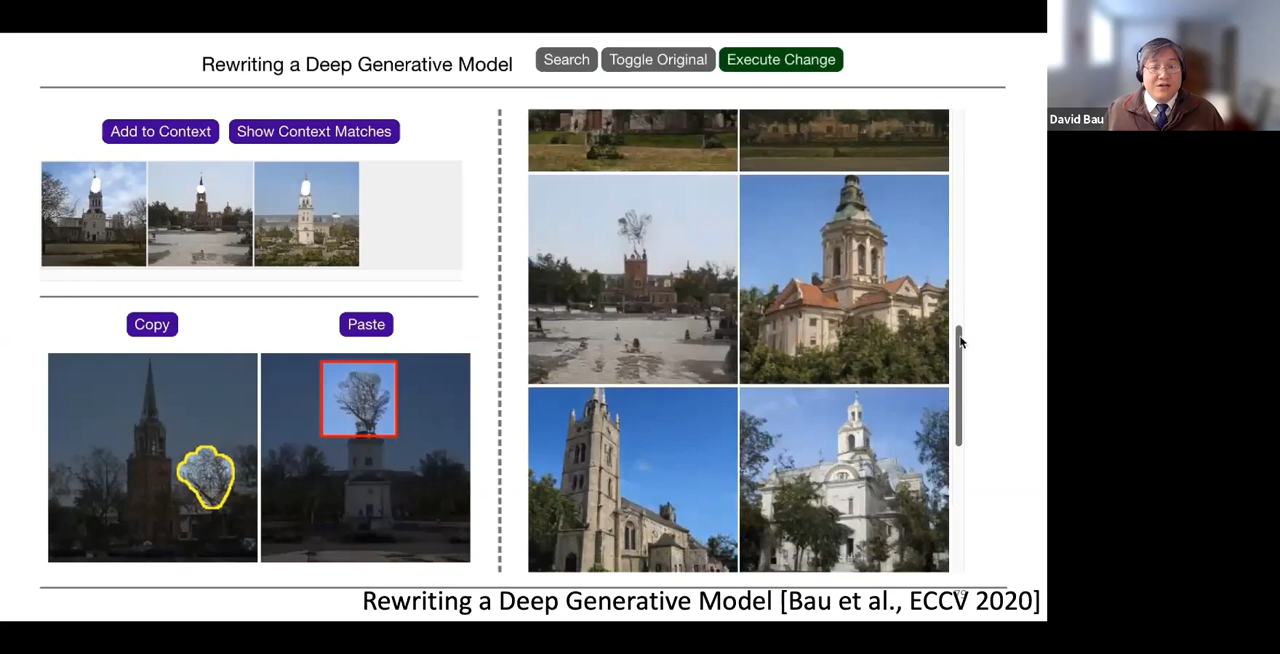 Rewriting a Deep Generative Model
Search
Toggle Original
Execute Change
David Bau
Add to Context
Show Context Matches
Copy
Paste
Rewriting a Deep Generative Model [Bau et al., ECCV 2020]